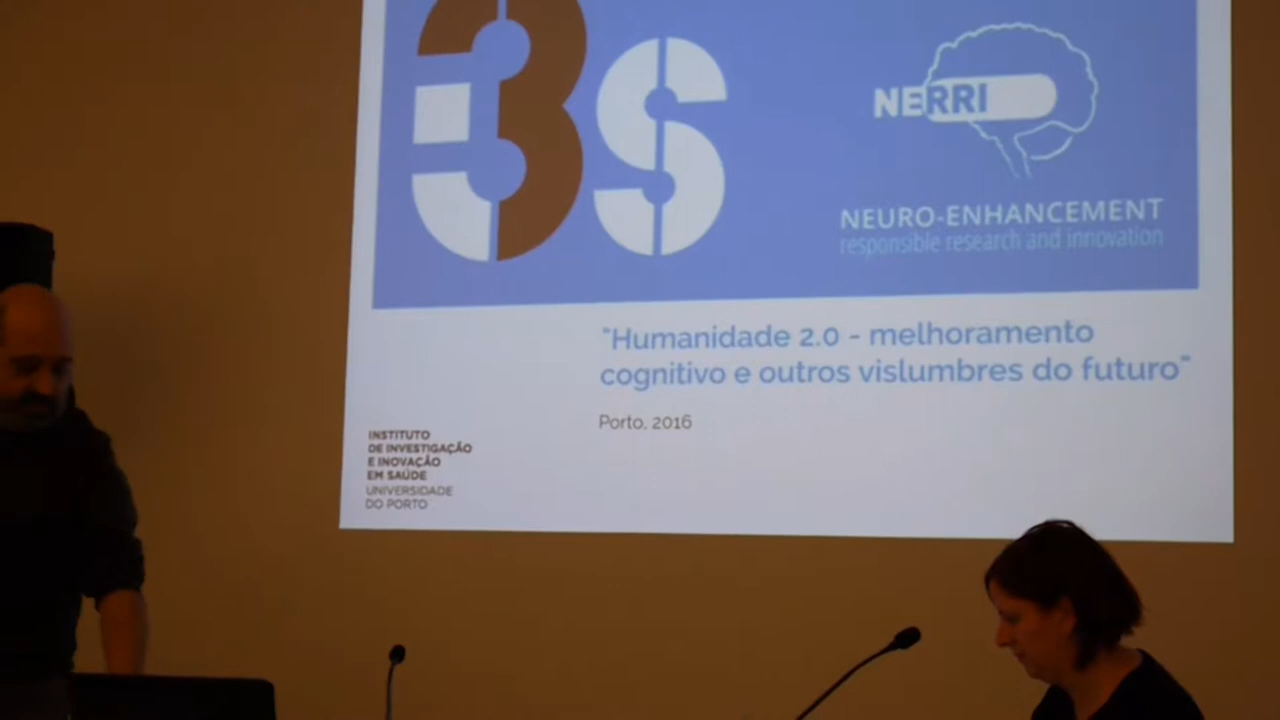 i3s
NERRI
NEURO-ENHANCEMENT
responsible research and innovation
"Humanidade 2.0 - melhoramento
cognitivo e outros vislumbres do futuro"
Porto, 2016
INSTITUTO
DE INVESTIGAÇÃO
E INOVAÇÃO
EM SAÚDE
UNIVERSIDADE
DO PORTO